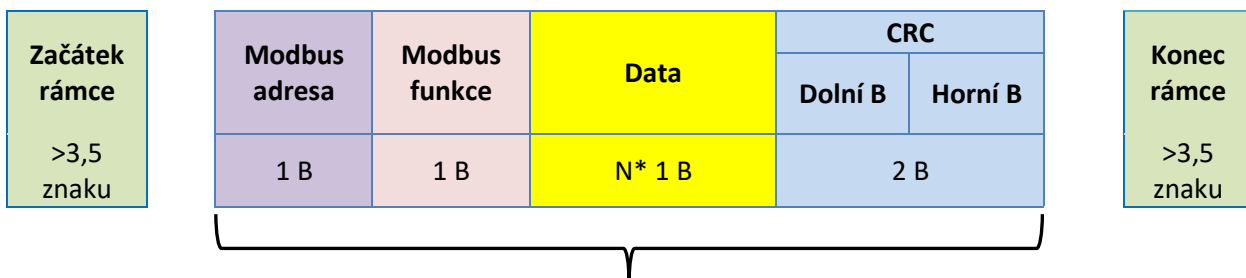 Začátek
rámce
>3,5
znaku
Modbus
adresa
1 B
Modbus
funkce
1 B
Data
N* 1 B
CRC
Dolní B
Horní B
2 B
Konec
rámce
>3,5
znaku